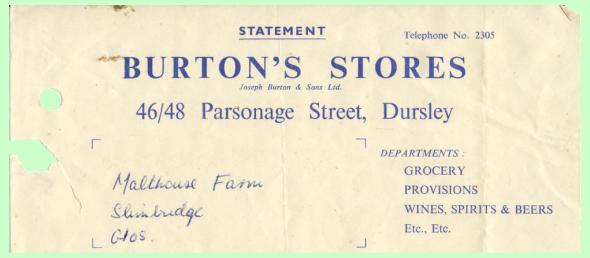 STATEMENT
Telephone No. 2305
BURTON'S STORES
Joseph Burton & Sons Ltd.
46/48 Parsonage Street, Dursley
DEPARTMENTS :
GROCERY
PROVISIONS
WINES, SPIRITS & BEERS
Etc., Etc.
Malthouse Farm
Slimbridge
Glos.